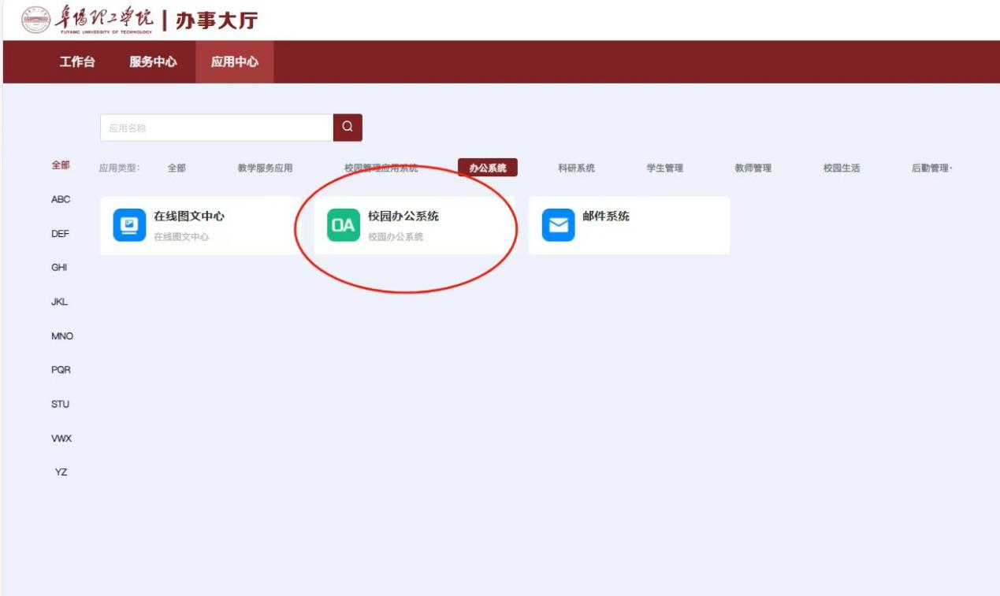 阜阳理工学院 | 办事大厅
FUYANG UNIVERSITY OF TECHNOLOGY
工作台 服务中心 应用中心
应用名称
全部
应用类型: 全部 教学服务应用 校园管理应用系统 办公系统 科研系统 学生管理 教师管理 校园生活 后勤管理·
ABC
DEF
GHI
JKL
MNO
PQR
STU
VWX
YZ
在线图文中心
在线图文中心
OA
校园办公系统
校园办公系统
邮件系统